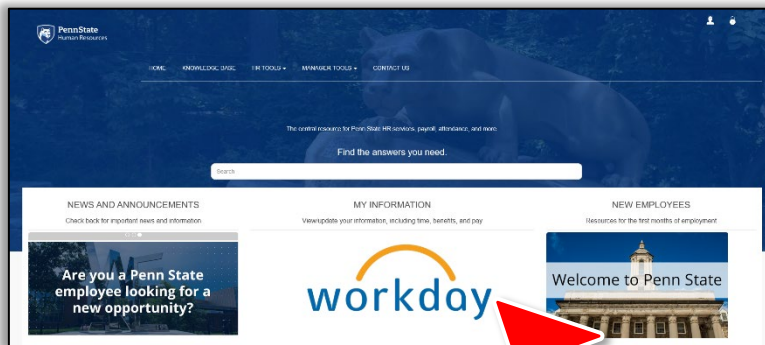 PennState
Human Resources
HOME KNOWLEDGE BASE HR TOOLS MANAGER TOOLS CONTACT US
The central resource for Penn State HR services, payroll, attendance, and more
Find the answers you need.
Search
NEWS AND ANNOUNCEMENTS
Check back for important news and information
Are you a Penn State
employee looking for a
new opportunity?
MY INFORMATION
View/update your information, including time, benefits, and pay
workday
NEW EMPLOYEES
Resources for the first months of employment
Welcome to Penn State